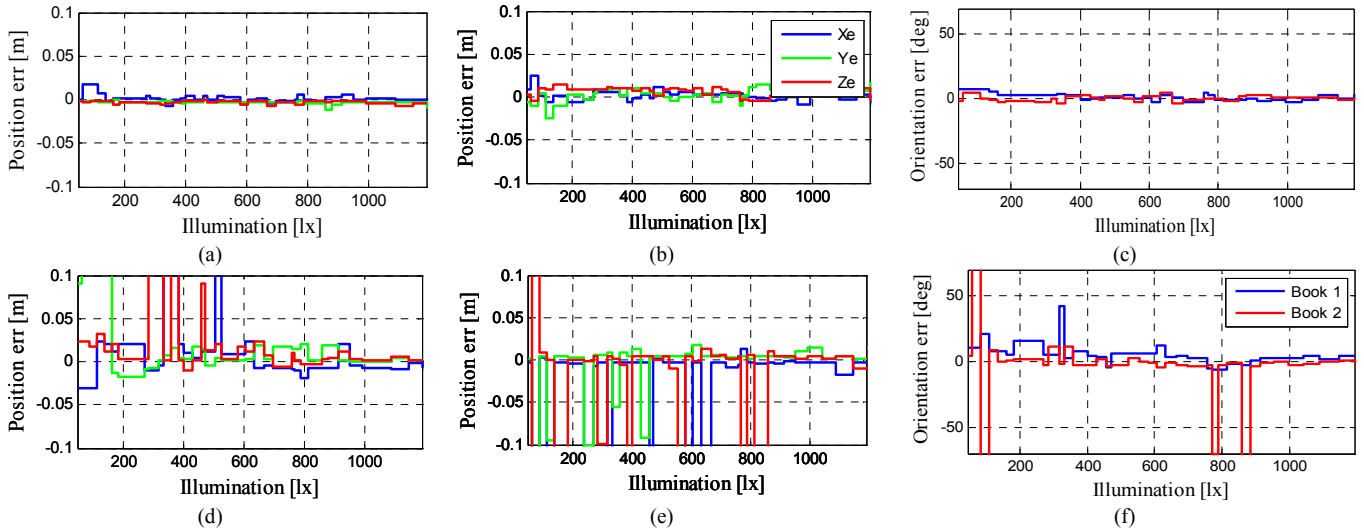 Position err [m]
0.1
0.05
0
-0.05
-0.1
200 400 600 800 1000
Illumination [lx]
(a)
Position err [m]
0.1
0.05
0
-0.05
-0.1
200 400 600 800 1000
Illumination [lx]
Xe
Ye
Ze
(b)
Orientation err [deg]
50
0
-50
200 400 600 800 1000
Illumination [lx]
(c)
Position err [m]
0.1
0.05
0
-0.05
-0.1
200 400 600 800 1000
Illumination [lx]
(d)
Position err [m]
0.1
0.05
0
-0.05
-0.1
200 400 600 800 1000
Illumination [lx]
(e)
Orientation err [deg]
50
0
-50
200 400 600 800 1000
Illumination [lx]
Book 1
Book 2
(f)